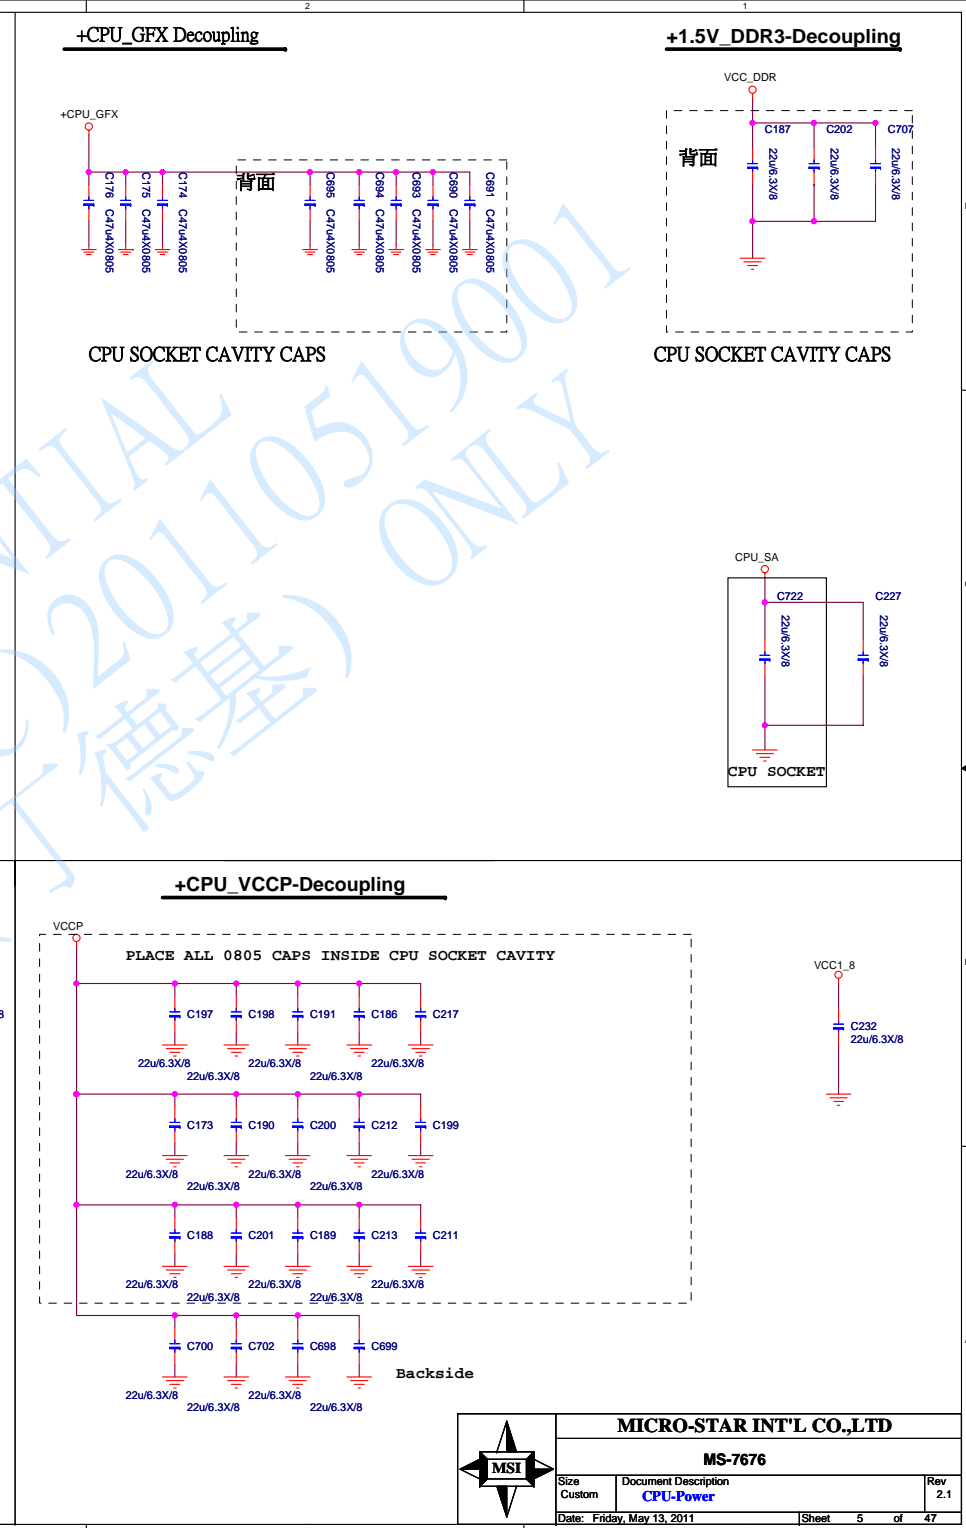 2
1
+CPU_GFX Decoupling
+1.5V_DDR3-Decoupling
+CPU_GFX
背面
C176 C47u4X0805
C175 C47u4X0805
C174 C47u4X0805
C695 C47u4X0805
C694 C47u4X0805
C693 C47u4X0805
C690 C47u4X0805
C691 C47u4X0805
CPU SOCKET CAVITY CAPS
VCC_DDR
背面
C187
C202
C707
22u/6.3X/8
22u/6.3X/8
22u/6.3X/8
CPU SOCKET CAVITY CAPS
CPU_SA
C722
C227
22u/6.3X/8
22u/6.3X/8
CPU SOCKET
NTIAL
)20110519001
丁德基) ONLY
+CPU_VCCP-Decoupling
VCCP
PLACE ALL 0805 CAPS INSIDE CPU SOCKET CAVITY
C197 C198 C191 C186 C217
22u/6.3X/8 22u/6.3X/8 22u/6.3X/8
22u/6.3X/8 22u/6.3X/8
C173 C190 C200 C212 C199
22u/6.3X/8 22u/6.3X/8 22u/6.3X/8
22u/6.3X/8 22u/6.3X/8
C188 C201 C189 C213 C211
22u/6.3X/8 22u/6.3X/8 22u/6.3X/8
22u/6.3X/8 22u/6.3X/8
C700 C702 C698 C699
22u/6.3X/8 22u/6.3X/8
22u/6.3X/8 22u/6.3X/8
Backside
VCC1_8
C232
22u/6.3X/8
8
MSI
MICRO-STAR INT'L CO.,LTD
MS-7676
Size
Custom
Document Description
CPU-Power
Rev
2.1
Date: Friday, May 13, 2011
Sheet 5 of 47